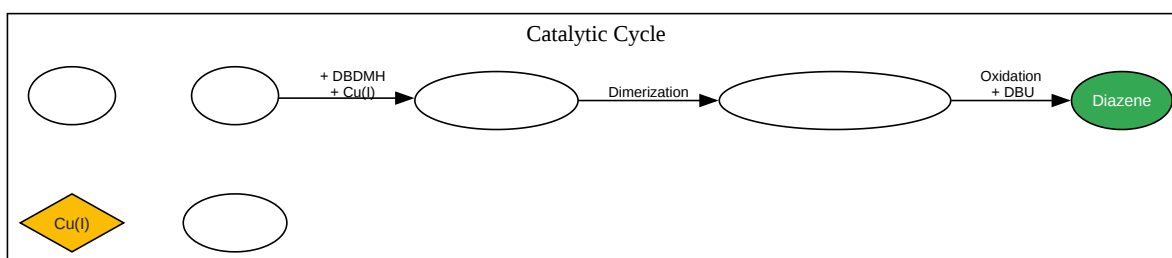 Catalytic Cycle
+ DBDMH
+ Cu(I)
Dimerization
Oxidation
+ DBU
Diazene
Cu(I)